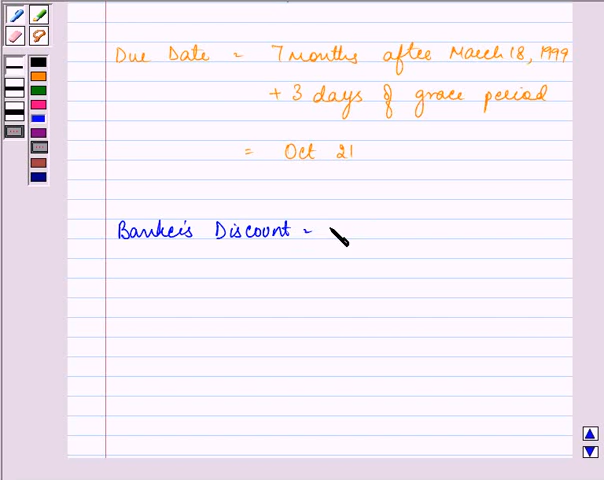 Due Date = 7 months after March 18, 1999
+ 3 days of grace period
= Oct 21
Banker's Discount =